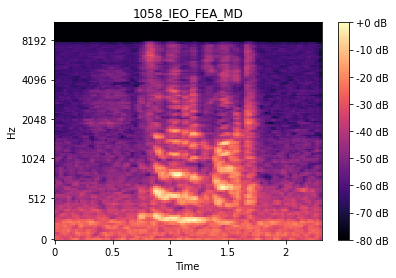 1058_IEO_FEA_MD
8192
4096
2048
1024
512
0
Hz
0
0.5
1
1.5
2
Time
+0 dB
-10 dB
-20 dB
-30 dB
-40 dB
-50 dB
-60 dB
-70 dB
-80 dB